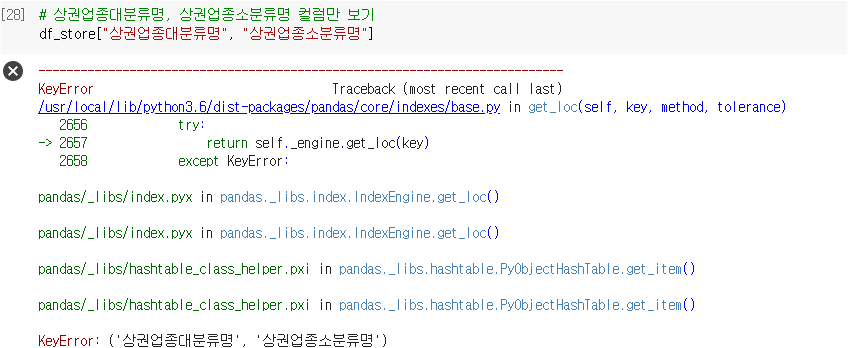 [28] # 상권업종대분류명, 상권업종소분류명 컬럼만 보기
df_store["상권업종대분류명", "상권업종소분류명"]
---------------------------------------------------------------------------
KeyError Traceback (most recent call last)
/usr/local/lib/python3.6/dist-packages/pandas/core/indexes/base.py in get_loc(self, key, method, tolerance)
2656 try:
-> 2657 return self._engine.get_loc(key)
2658 except KeyError:
pandas/_libs/index.pyx in pandas._libs.index.IndexEngine.get_loc()
pandas/_libs/index.pyx in pandas._libs.index.IndexEngine.get_loc()
pandas/_libs/hashtable_class_helper.pxi in pandas._libs.hashtable.PyObjectHashTable.get_item()
pandas/_libs/hashtable_class_helper.pxi in pandas._libs.hashtable.PyObjectHashTable.get_item()
KeyError: ('상권업종대분류명', '상권업종소분류명')